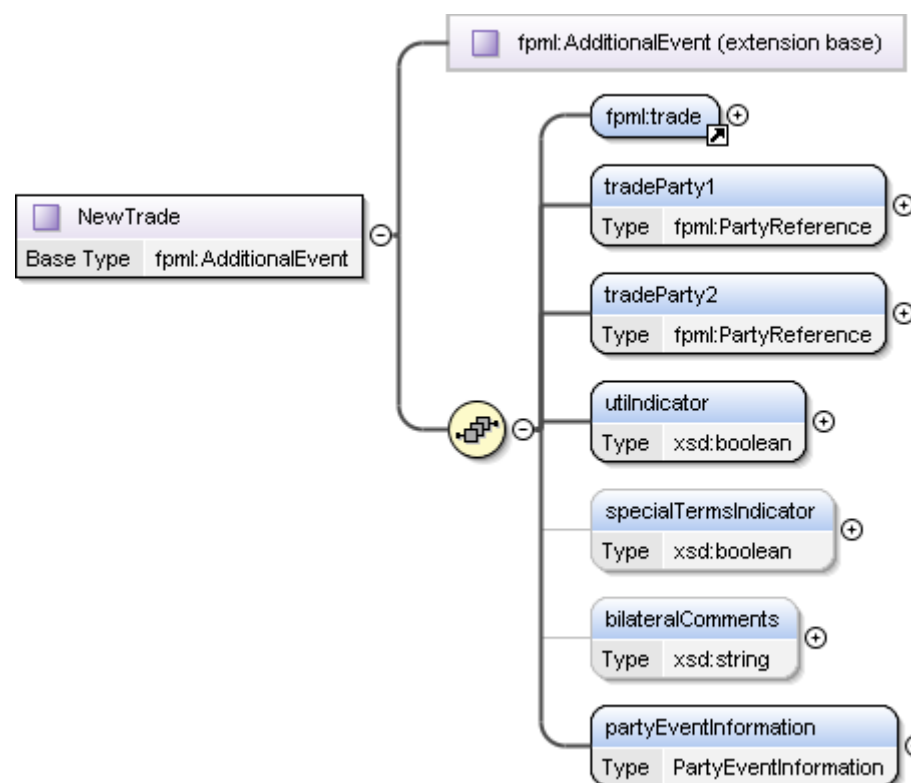 fpml:AdditionalEvent (extension base)
fpml:trade
tradeParty1
Type fpml:PartyReference
NewTrade
Base Type fpml:AdditionalEvent
tradeParty2
Type fpml:PartyReference
utiIndicator
Type xsd:boolean
specialTermsIndicator
Type xsd:boolean
bilateralComments
Type xsd:string
partyEventInformation
Type PartyEventInformation